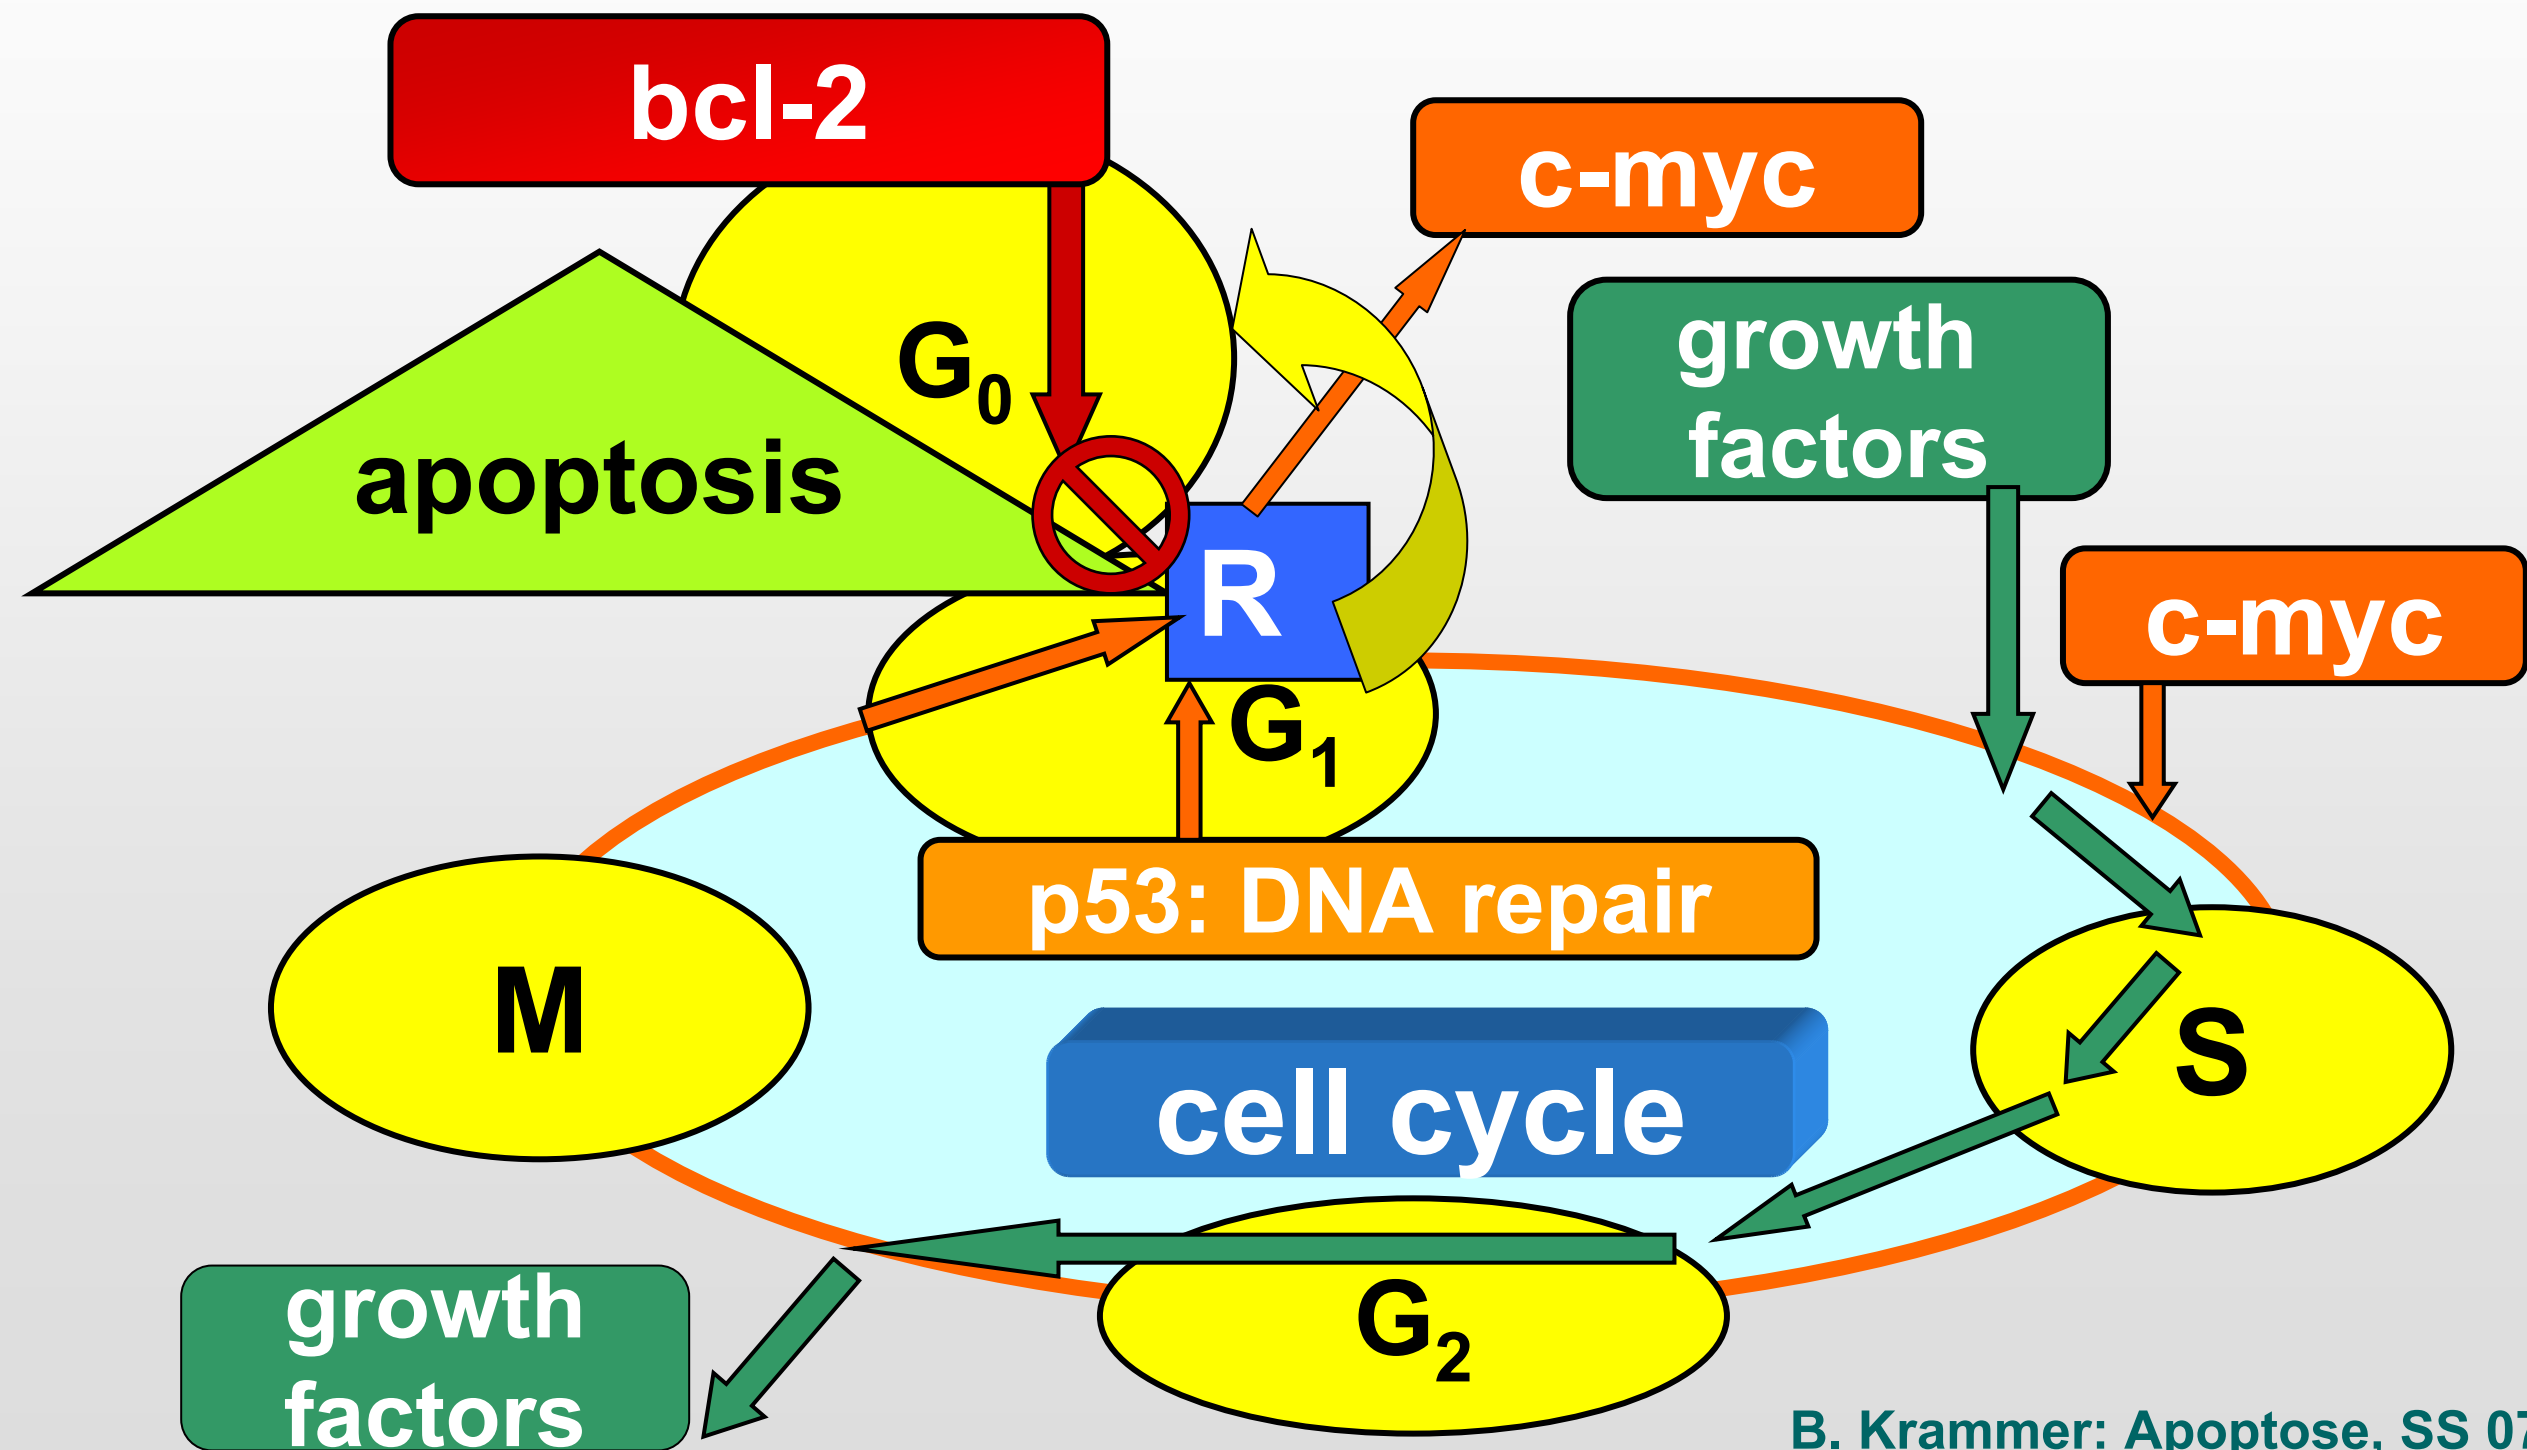 bcl-2
c-myc
growth
factors
G₀
apoptosis
R
c-myc
G₁
p53: DNA repair
M
S
cell cycle
growth
factors
G₂
B. Krammer: Apoptose, SS 07